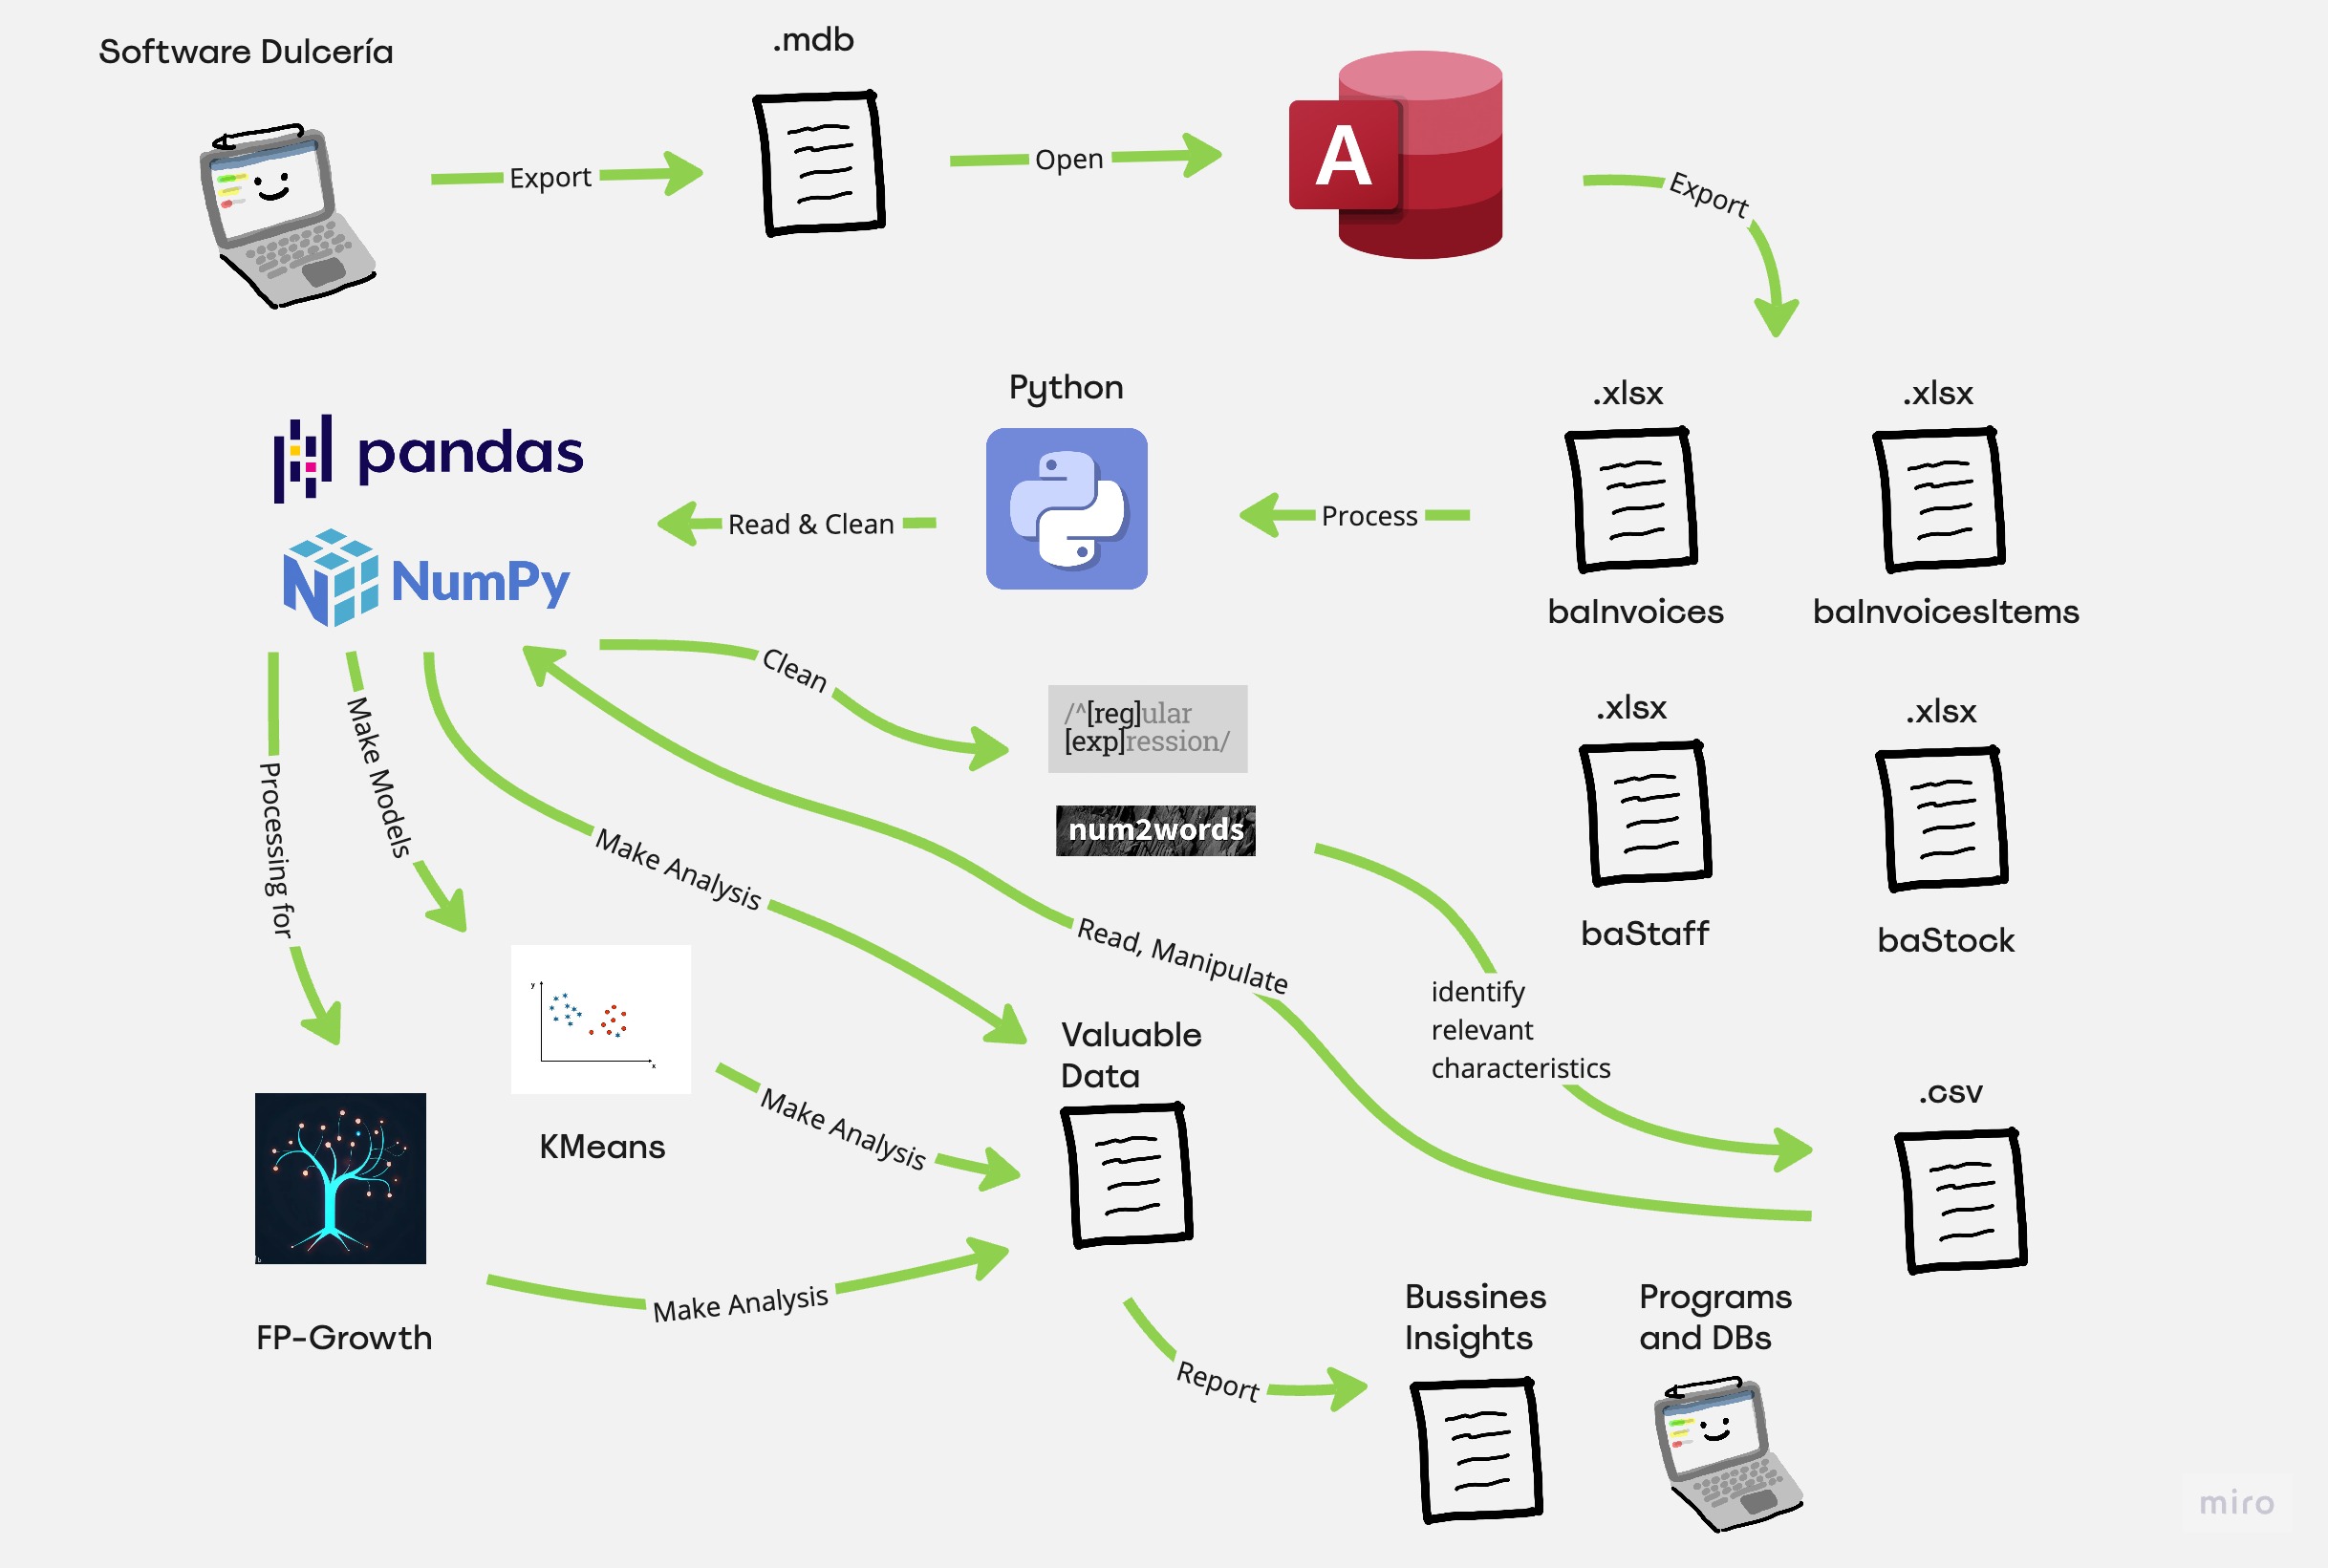 Software Dulcería
.mdb
Export
Open
A
Export
pandas
NumPy
Python
.xlsx
.xlsx
Read & Clean
Process
baInvoices
baInvoicesItems
Clean
/^[reg]ular
[exp]ression/
num2words
.xlsx
.xlsx
baStaff
baStock
Processing for
Make Models
Make Analysis
Read, Manipulate
identify
relevant
characteristics
y
x
KMeans
Make Analysis
Valuable
Data
.csv
FP-Growth
Make Analysis
Report
Bussines
Insights
Programs
and DBs
miro